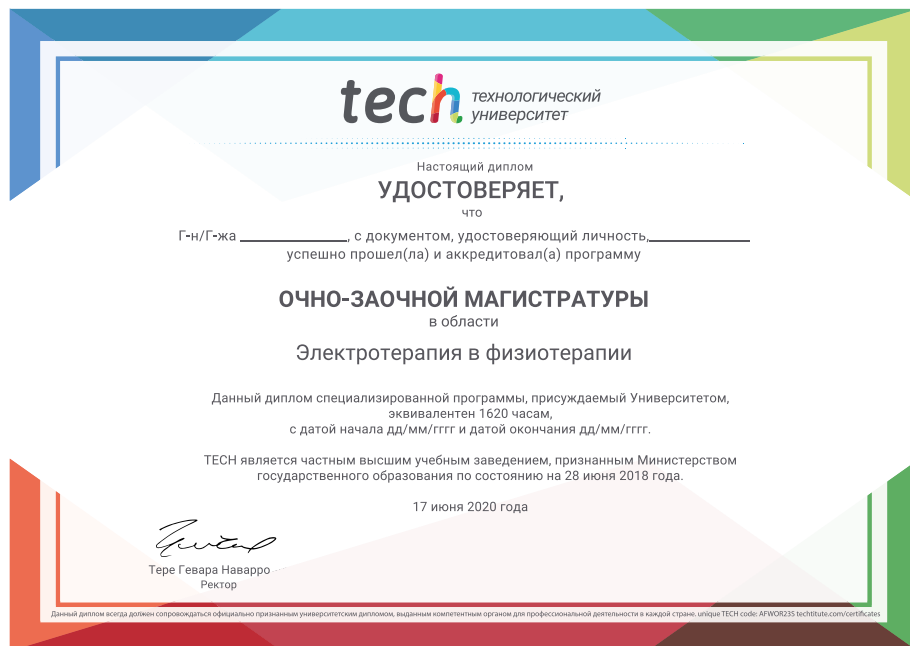 tech технологический
университет
Настоящий диплом
УДОСТОВЕРЯЕТ,
что
Г-н/Г-жа ______________, с документом, удостоверяющий личность,_____________
успешно прошел(ла) и аккредитовал(а) программу
ОЧНО-ЗАОЧНОЙ МАГИСТРАТУРЫ
в области
Электротерапия в физиотерапии
Данный диплом специализированной программы, присуждаемый Университетом,
эквивалентен 1620 часам,
с датой начала дд/мм/гггг и датой окончания дд/мм/гггг.
TECH является частным высшим учебным заведением, признанным Министерством
государственного образования по состоянию на 28 июня 2018 года.
17 июня 2020 года
Тере Гевара Наварро
Ректор
Данный диплом всегда должен сопровождаться официально признанным университетским дипломом, выданным компетентным органом для профессиональной деятельности в каждой стране. unique TECH code: AFWOR23S techtitute.com/certificates